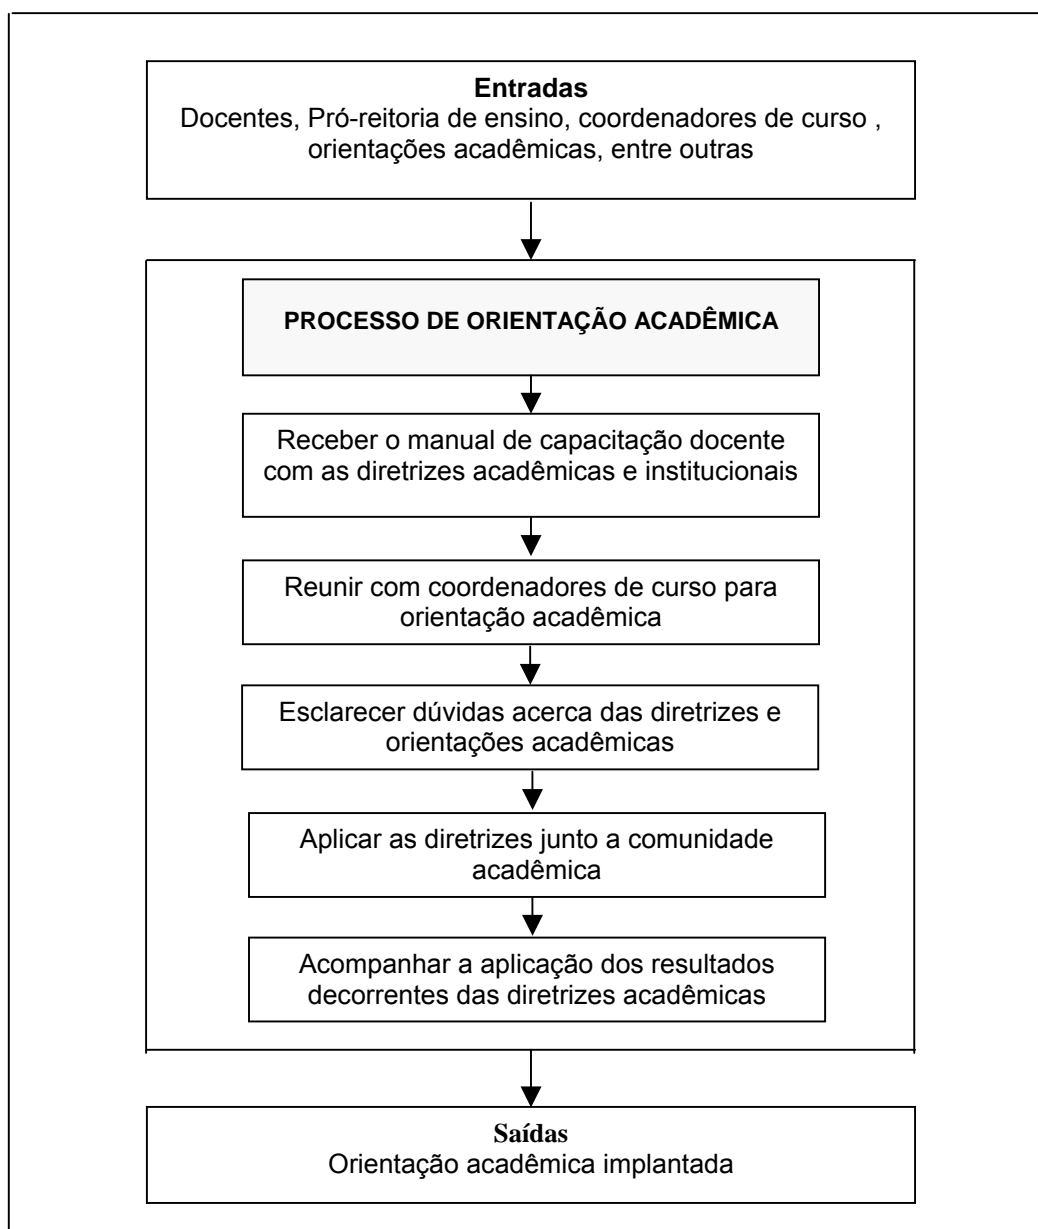 Entradas
Docentes, Pró-reitoria de ensino, coordenadores de curso ,
orientações acadêmicas, entre outras
PROCESSO DE ORIENTAÇÃO ACADÊMICA
Receber o manual de capacitação docente
com as diretrizes acadêmicas e institucionais
Reunir com coordenadores de curso para
orientação acadêmica
Esclarecer dúvidas acerca das diretrizes e
orientações acadêmicas
Aplicar as diretrizes junto a comunidade
acadêmica
Acompanhar a aplicação dos resultados
decorrentes das diretrizes acadêmicas
Saídas
Orientação acadêmica implantada